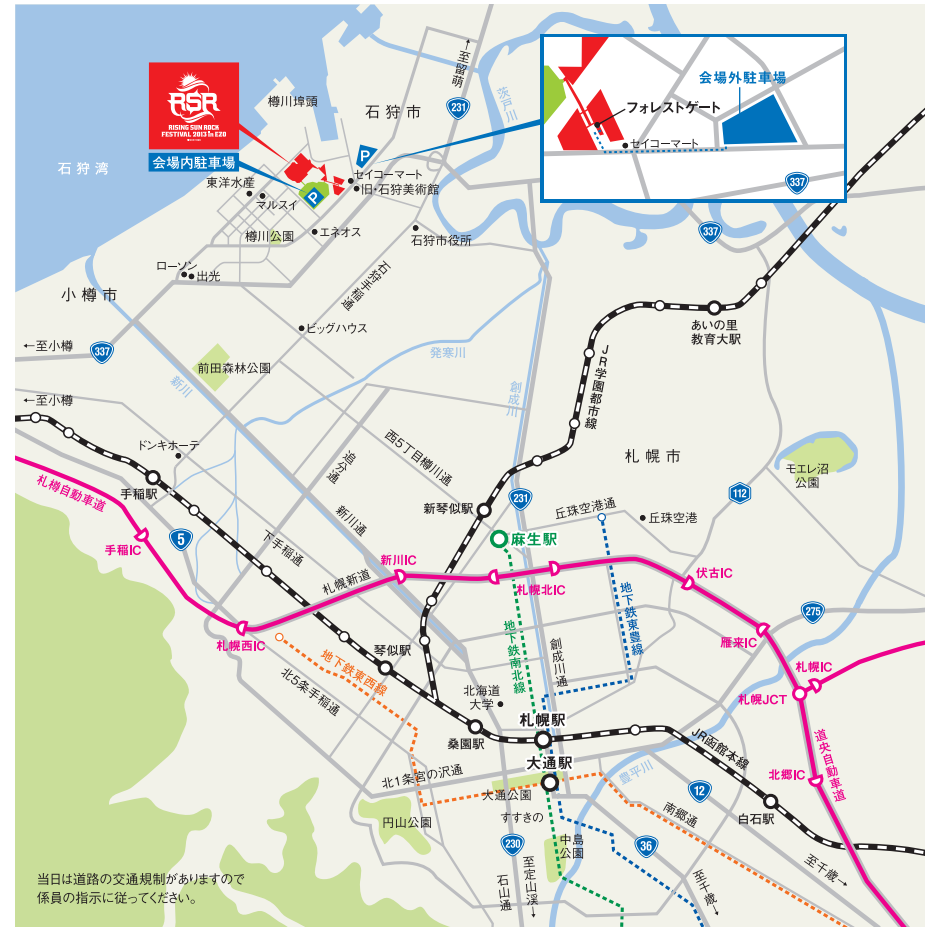 RSR
RISING SUN ROCK
FESTIVAL 2013 in EZO
会場内駐車場
石狩湾
樽川埠頭
石狩市
←至留萌
231
茨戸川
P
セイコーマート
旧・石狩美術館
東洋水産
マルスイ
P
樽川公園
エネオス
石狩市役所
ローソン
出光
小樽市
石狩手稲通
ビッグハウス
←至小樽
337
前田森林公園
新川
発寒川
創成川
←至小樽
会場外駐車場
フォレストゲート
セイコーマート
337
337
あいの里
教育大駅
JR学園都市線
札幌市
モエレ沼
公園
ドンキホーテ
手稲駅
札樽自動車道
追分通
西5丁目樽川通
新琴似駅
231
112
丘珠空港通
丘珠空港
麻生駅
5
手稲IC
下手稲通
新川通
新川IC
札幌新道
札幌北IC
伏古IC
地下鉄東豊線
275
雁来IC
札幌西IC
琴似駅
地下鉄東西線
地下鉄南北線
創成川通
札幌IC
札幌JCT
北5条手稲通
北海道
大学
札幌駅
桑園駅
JR函館本線
道央自動車道
大通駅
豊平川
北郷IC
北1条宮の沢通
大通公園
12
南郷通
白石駅
円山公園
すすきの
中島
公園
230
36
石山通
至定山渓→
至千歳→
至千歳→
当日は道路の交通規制がありますので
係員の指示に従ってください。